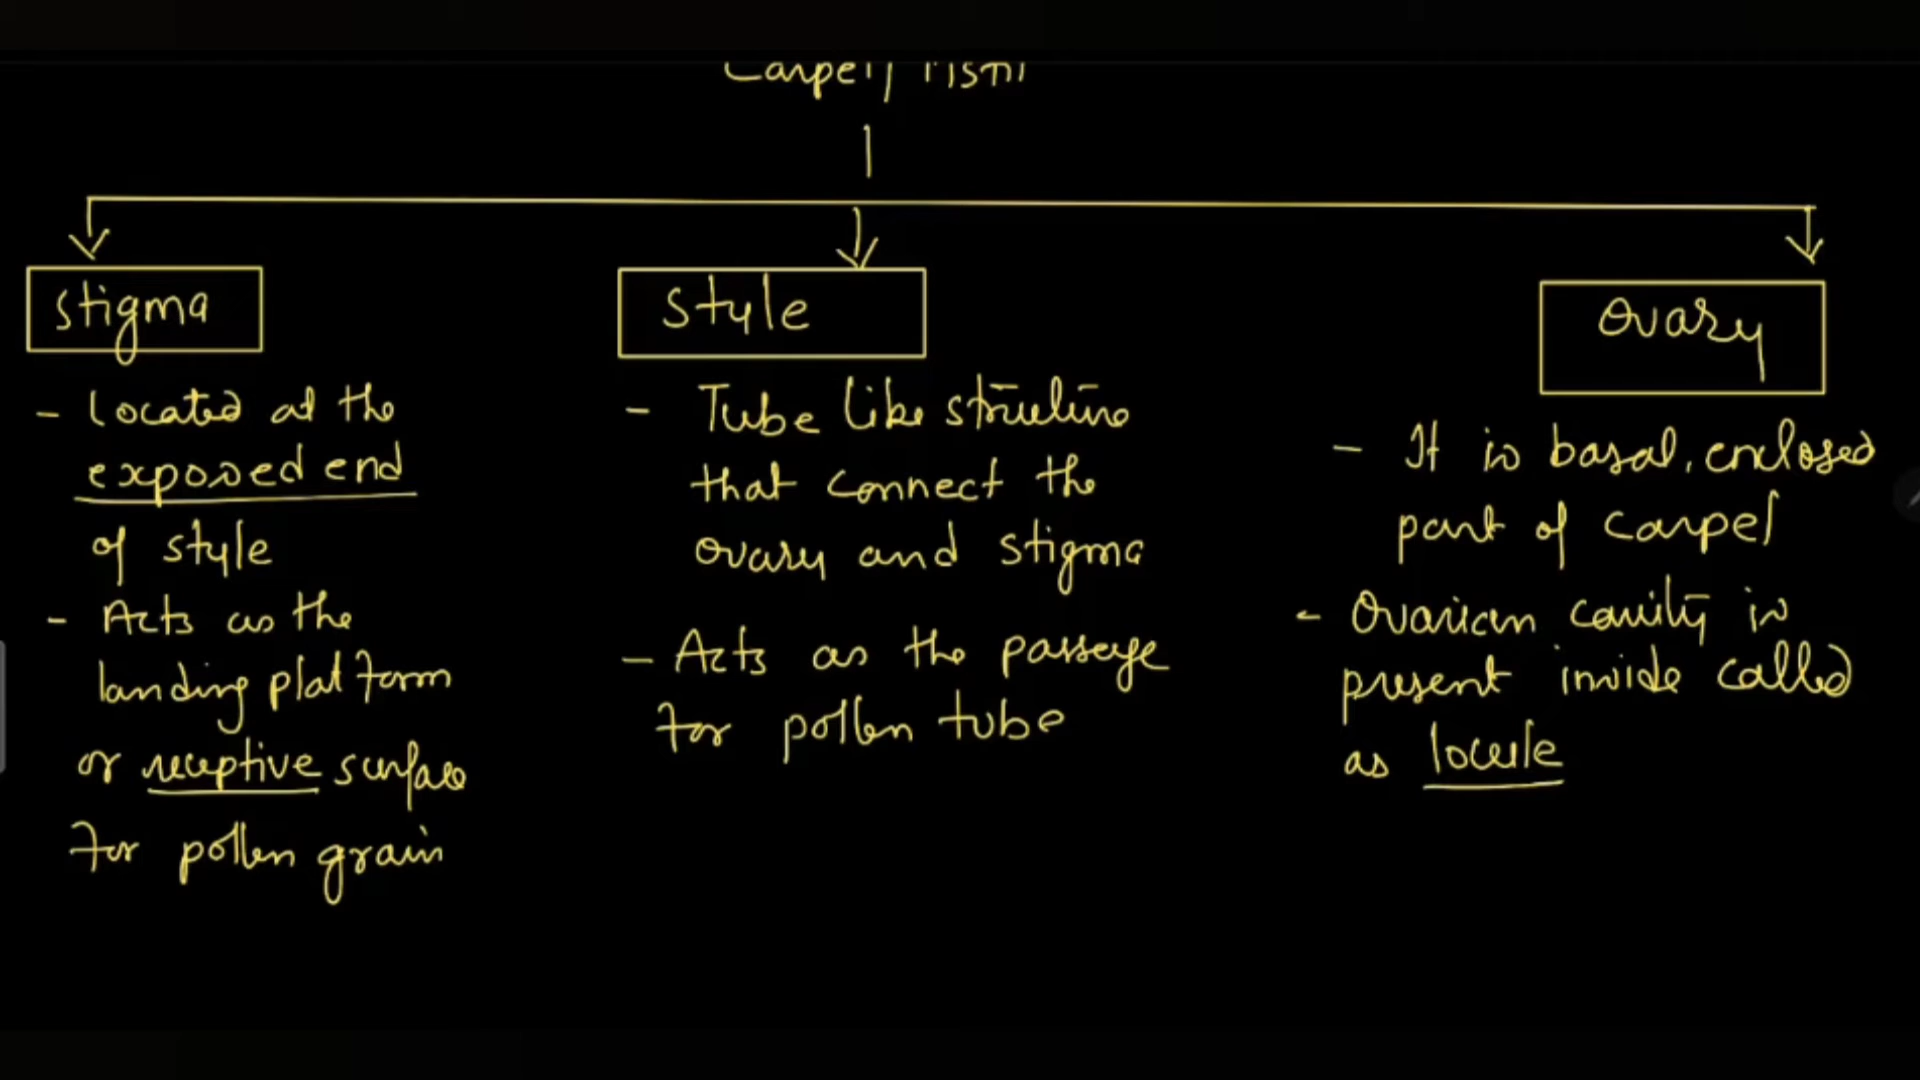 Carpel/Pistil
Stigma
- Located at the
exposed end
of style
- Acts as the
landing platform
or receptive surface
for pollen grain
Style
- Tube like structure
that connect the
ovary and stigma
- Acts as the passage
for pollen tube
Ovary
- It is basal, enclosed
part of carpel
- Ovarian cavity is
present inside called
as locule